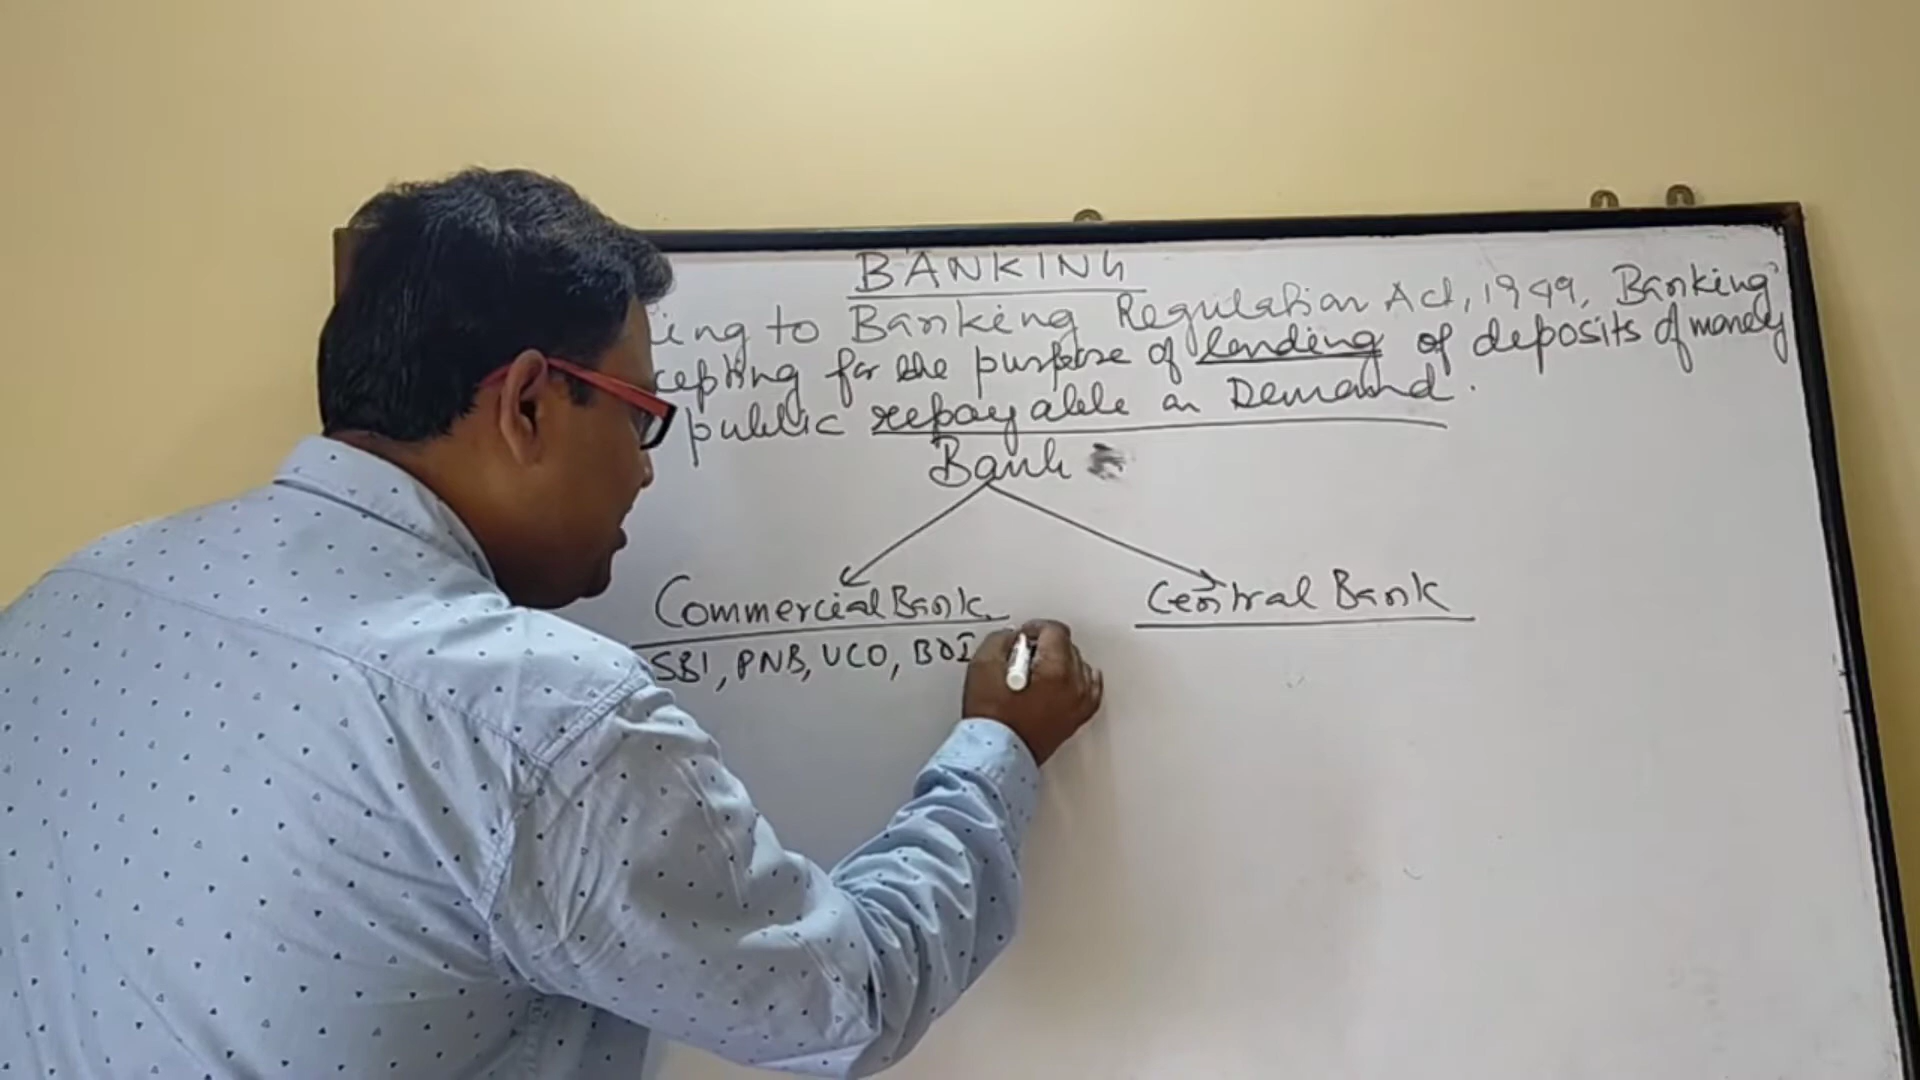 BANKING
ing to Banking Regulation Act, 1949, Banking"
cepting for the purpose of lending of deposits of money
public repayable on Demand.
Bank
Commercial Bank
Central Bank
SBI, PNB, UCO, BOI